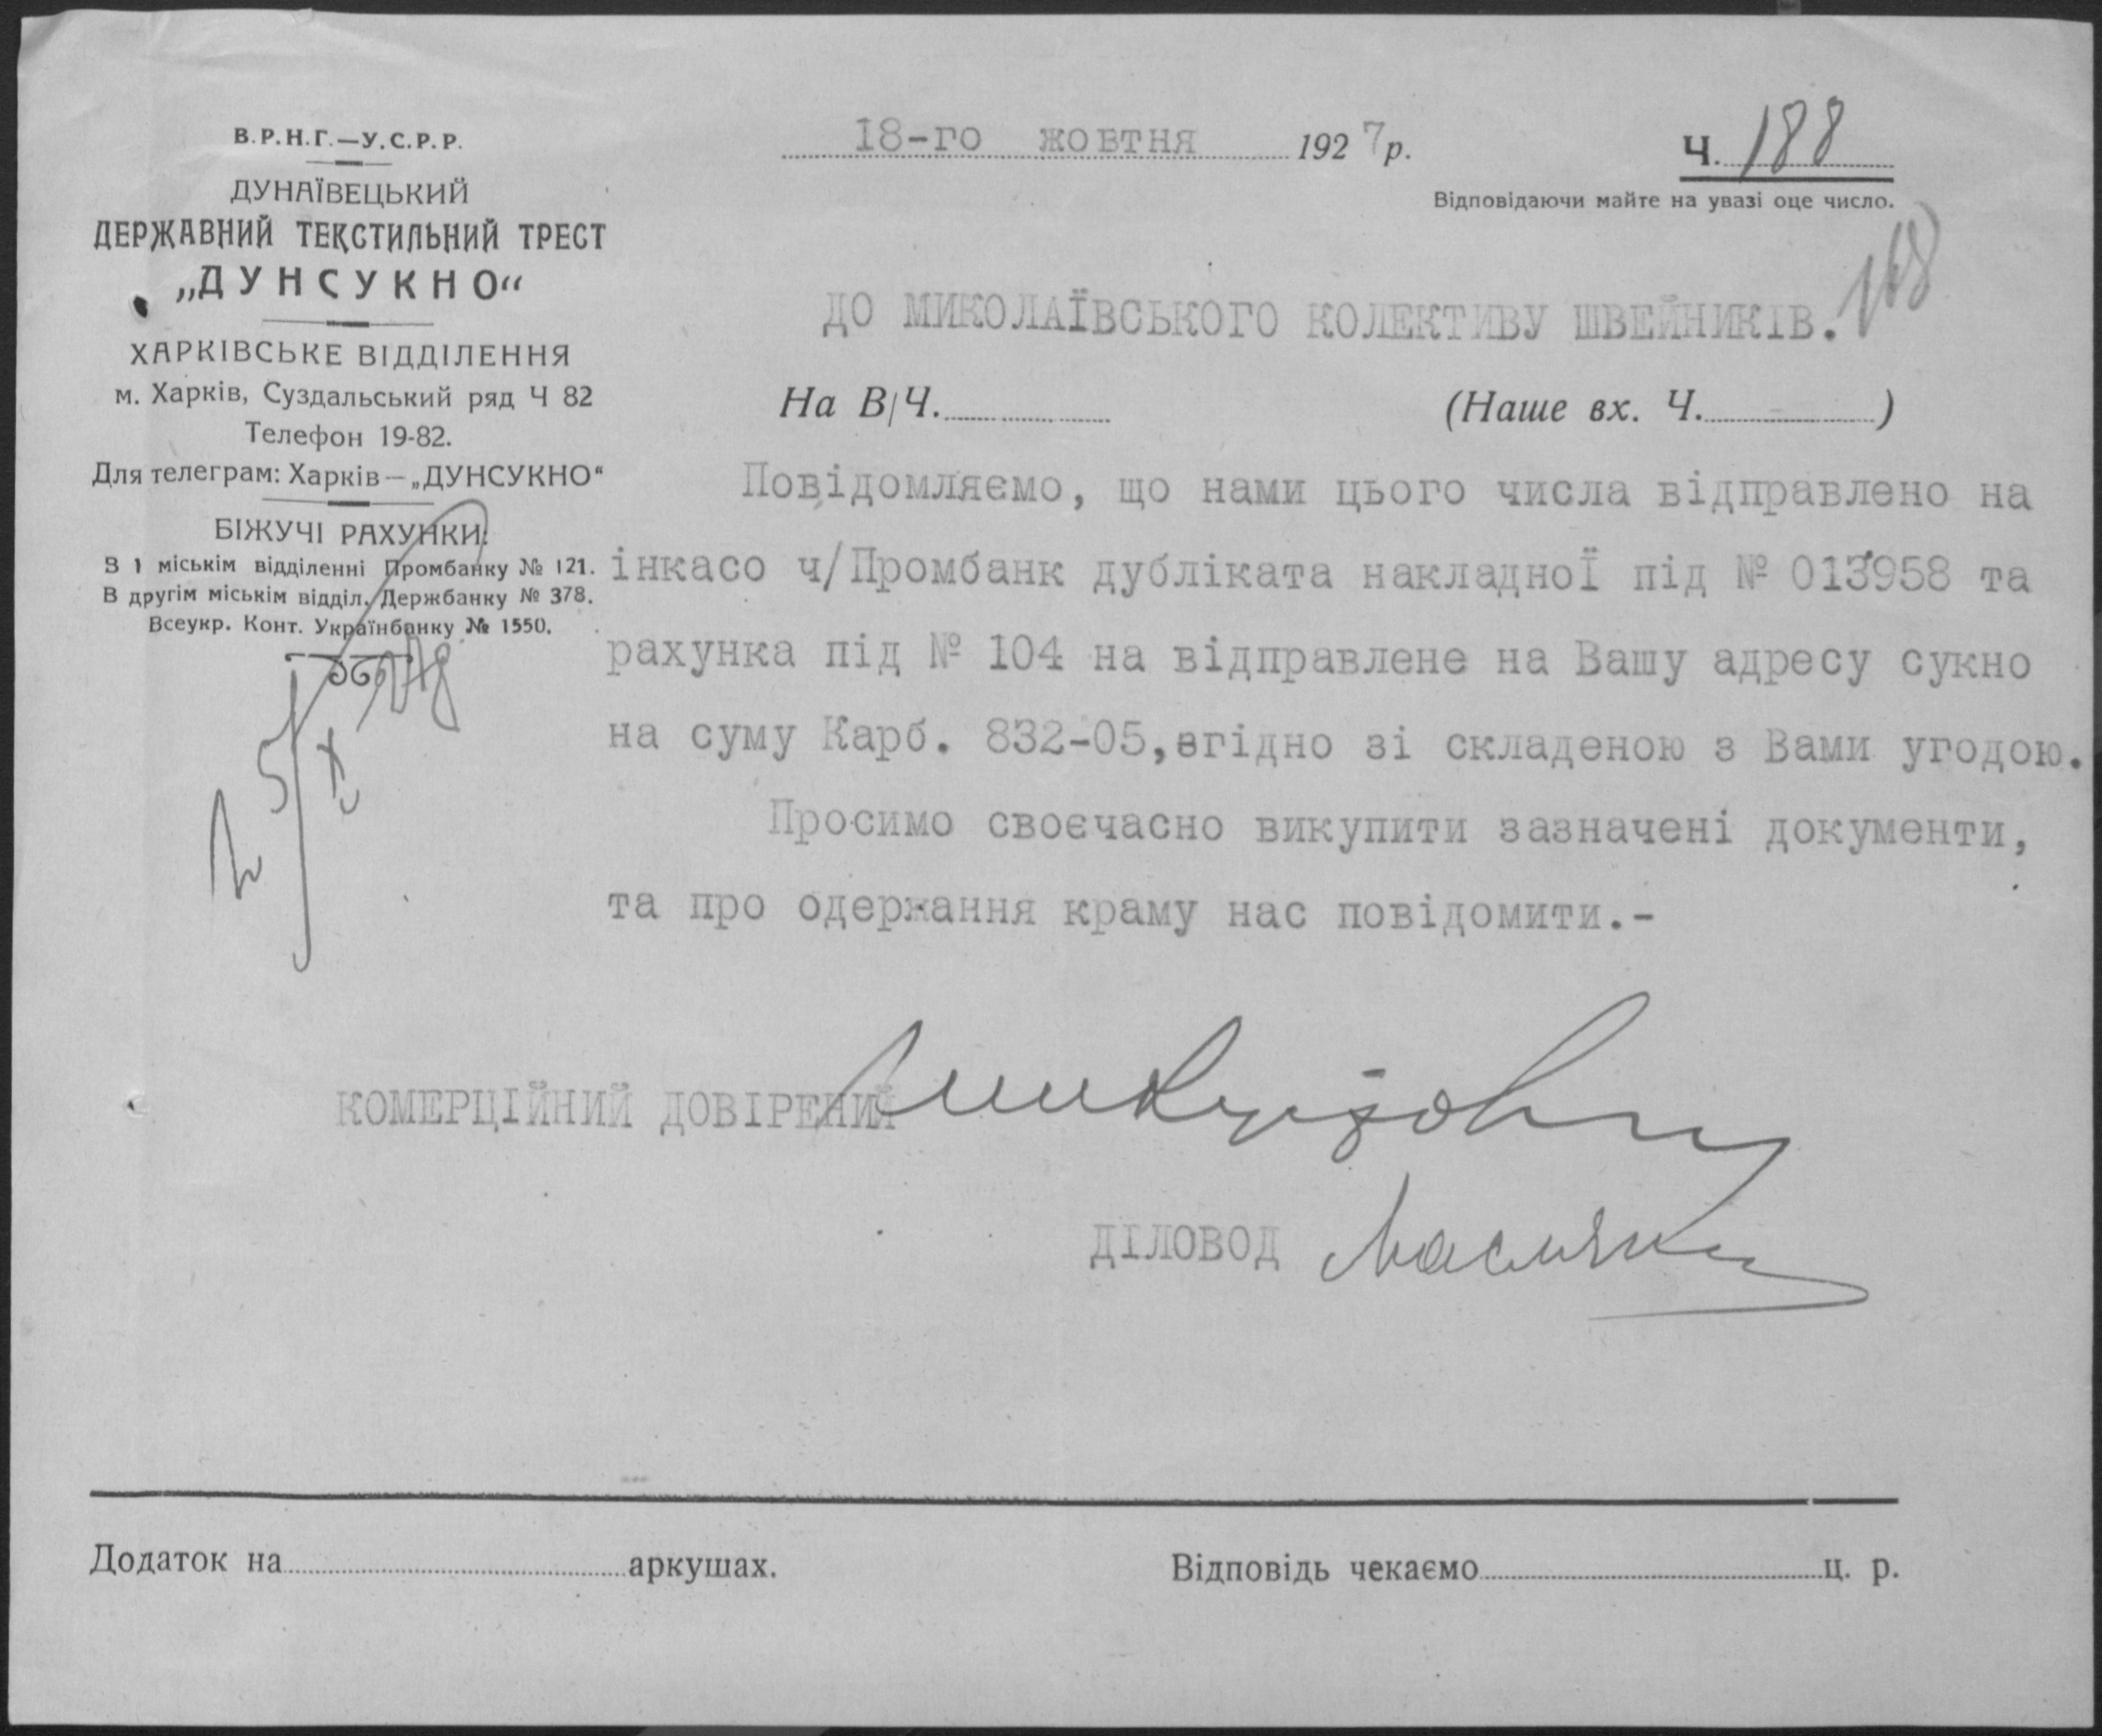 В.Р.Н.Г.—У.С.Р.Р.
ДУНАЇВЕЦЬКИЙ
ДЕРЖАВНИЙ ТЕКСТИЛЬНИЙ ТРЕСТ
„ДУНСУКНО“
ХАРКІВСЬКЕ ВІДДІЛЕННЯ
м. Харків, Суздальський ряд Ч 82
Телефон 19-82.
Для телеграм: Харків—„ДУНСУКНО“
БІЖУЧІ РАХУНКИ:
В 1 міськім відділенні Промбанку № 121.
В другім міськім відділ. Держбанку № 378.
Всеукр. Конт. Українбанку № 1550.
18-го жовтня 1927р.
Ч. 188
Відповідаючи майте на увазі оце число.
168
ДО МИКОЛАЇВСЬКОГО КОЛЕКТИВУ ШВЕЙНИКІВ.
На В/Ч. (Наше вх. Ч. )
Повідомляємо, що нами цього числа відправлено на
інкасо ч/Промбанк дубліката накладної під № 013958 та
рахунка під № 104 на відправлене на Вашу адресу сукно
на суму Карб. 832-05,згідно зі складеною з Вами угодою.
Просимо своєчасно викупити зазначені документи,
та про одержання краму нас повідомити.-
КОМЕРЦІЙНИЙ ДОВІРЕНИЙ
ДІЛОВОД
Додаток на аркушах.
Відповідь чекаємо ц. р.